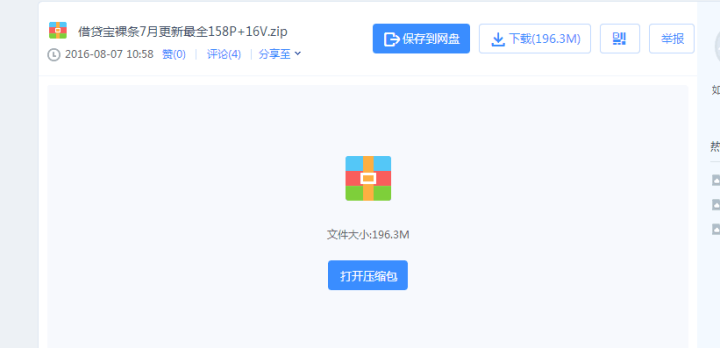 借贷宝裸条7月更新最全158P+16V.zip
保存到网盘
下载(196.3M)
举报
2016-08-07 10:58 赞(0) 评论(4) 分享至
如
热
文件大小:196.3M
打开压缩包